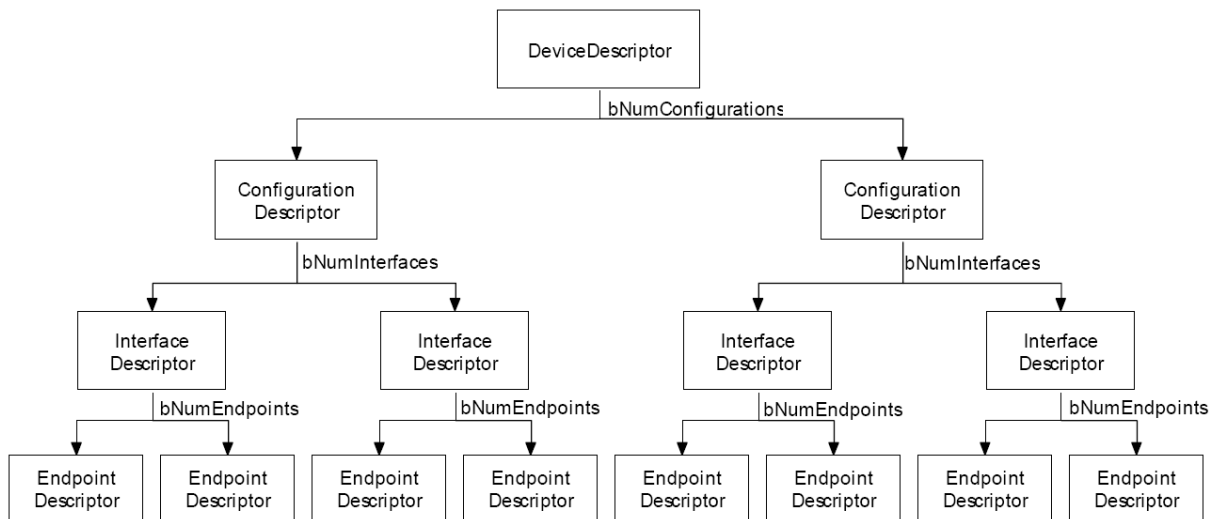 DeviceDescriptor
bNumConfigurations
Configuration
Descriptor
Configuration
Descriptor
bNumInterfaces
bNumInterfaces
Interface
Descriptor
Interface
Descriptor
Interface
Descriptor
Interface
Descriptor
bNumEndpoints
bNumEndpoints
bNumEndpoints
bNumEndpoints
Endpoint
Descriptor
Endpoint
Descriptor
Endpoint
Descriptor
Endpoint
Descriptor
Endpoint
Descriptor
Endpoint
Descriptor
Endpoint
Descriptor
Endpoint
Descriptor